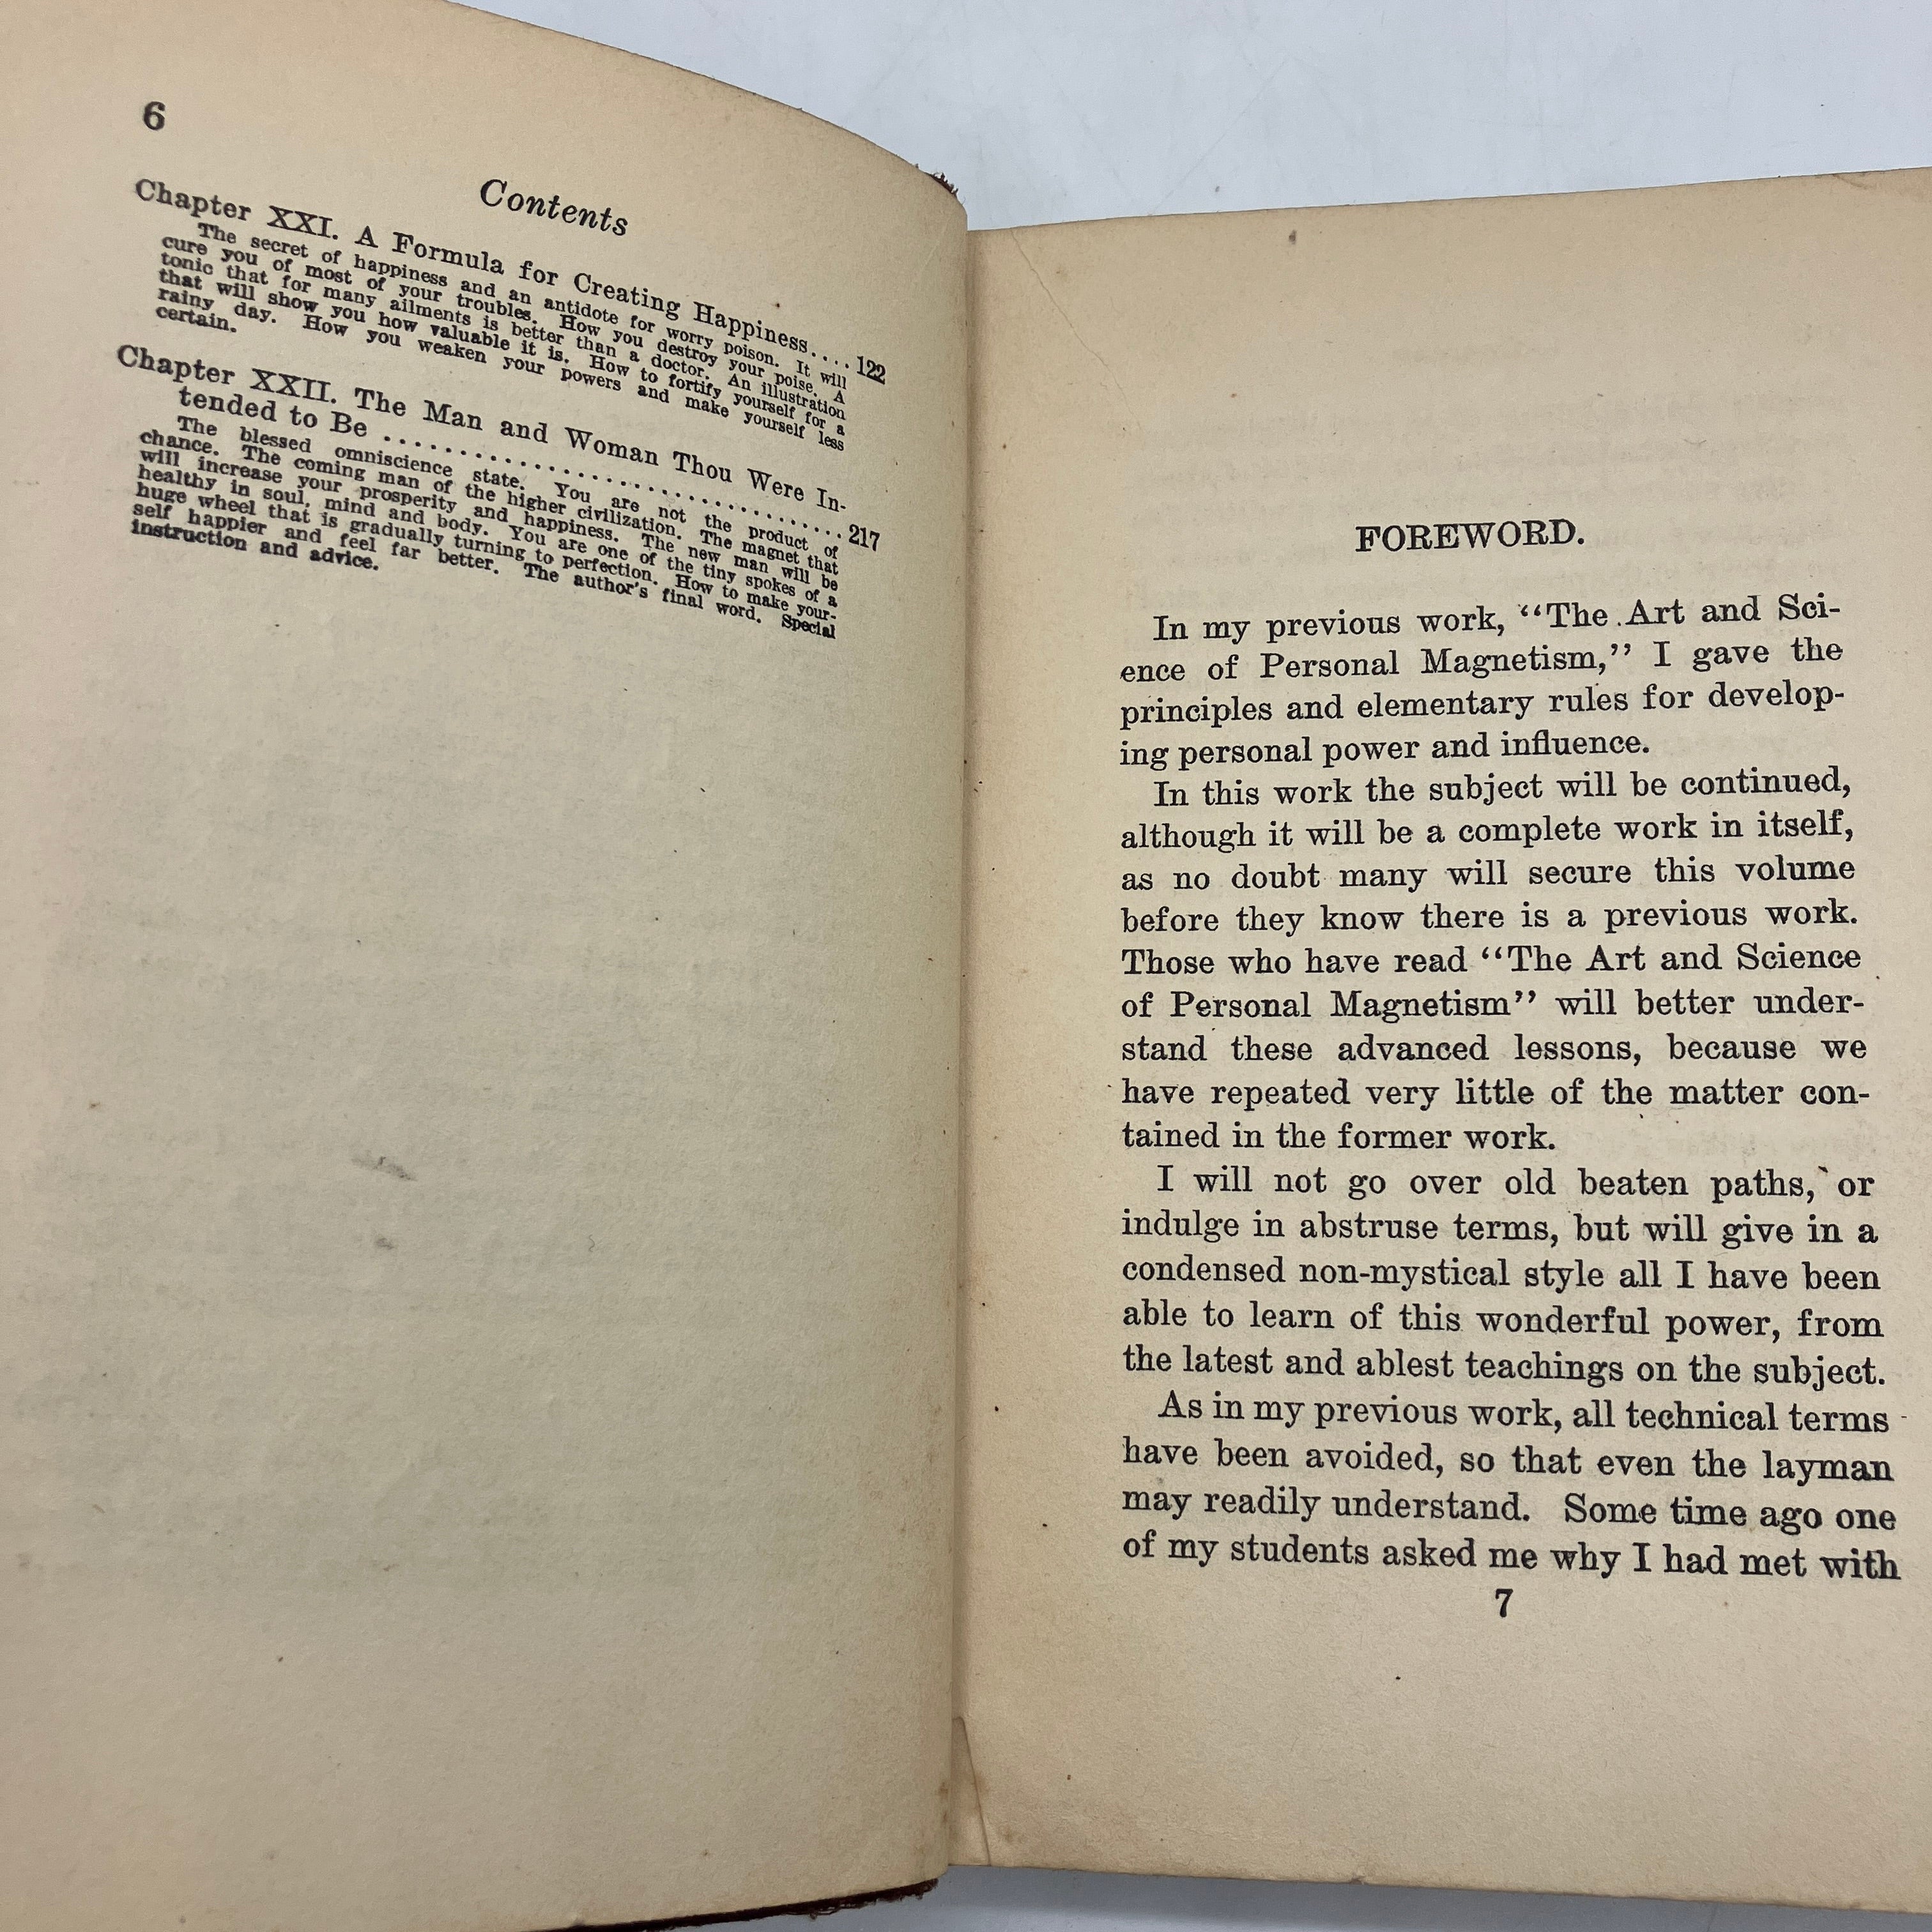 6
Contents
Chapter XXI. A Formula for Creating Happiness....122
The secret of happiness and an antidote for worry poison. It will
cure you of most of your troubles. How you destroy your poise. A
tonic that for many ailments is better than a doctor. An illustration
that will show you how valuable it is. How to fortify yourself for a
rainy day. How you weaken your powers and make yourself less
certain.
Chapter XXII. The Man and Woman Thou Were In-
tended to Be ..............................217
The blessed omniscience state. You are not the product of
chance. The coming man of the higher civilization. The magnet that
will increase your prosperity and happiness. The new man will be
healthy in soul, mind and body. You are one of the tiny spokes of a
huge wheel that is gradually turning to perfection. How to make your-
self happier and feel far better. The author's final word. Special
instruction and advice.
FOREWORD.
In my previous work, "The Art and Sci-
ence of Personal Magnetism," I gave the
principles and elementary rules for develop-
ing personal power and influence.
In this work the subject will be continued,
although it will be a complete work in itself,
as no doubt many will secure this volume
before they know there is a previous work.
Those who have read "The Art and Science
of Personal Magnetism" will better under-
stand these advanced lessons, because we
have repeated very little of the matter con-
tained in the former work.
I will not go over old beaten paths, or
indulge in abstruse terms, but will give in a
condensed non-mystical style all I have been
able to learn of this wonderful power, from
the latest and ablest teachings on the subject.
As in my previous work, all technical terms
have been avoided, so that even the layman
may readily understand. Some time ago one
of my students asked me why I had met with
7